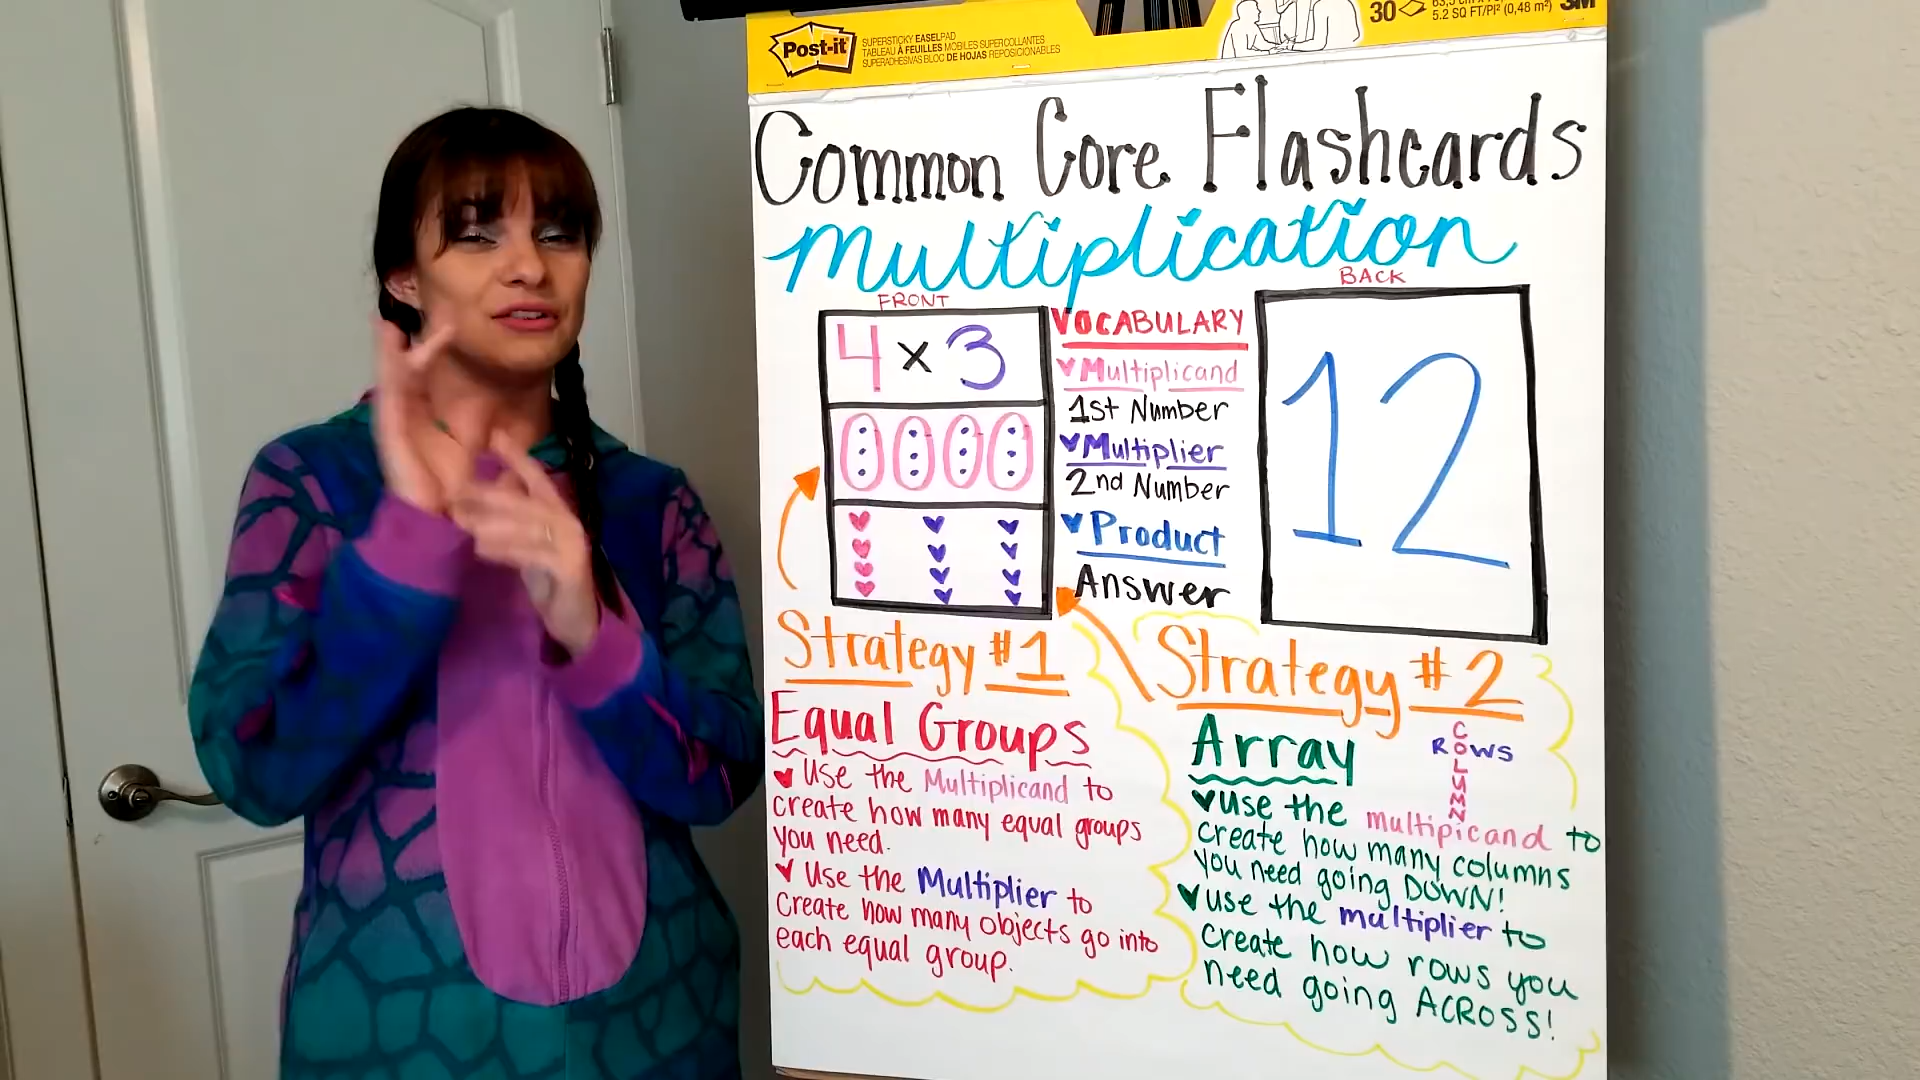 Post-it SUPERSTICKY EASEL PAD
TABLEAU À FEUILLES MOBILES SUPERCOLLANTES
SUPERADHESIVAS BLOC DE HOJAS REPOSICIONABLES
30
5.2 SQ FT/PI² (0,48 m²)
3M
Common Core Flashcards
Multiplication
FRONT
4 x 3
VOCABULARY
Multiplicand
1st Number
Multiplier
2nd Number
Product
Answer
BACK
12
Strategy #1
Equal Groups
Use the Multiplicand to
create how many equal groups
you need.
Use the Multiplier to
Create how many objects go into
each equal group.
Strategy #2
Array
ROWS
COLUMN
use the multipicand to
create how many columns
you need going DOWN!
use the multiplier to
create how rows you
need going ACROSS!